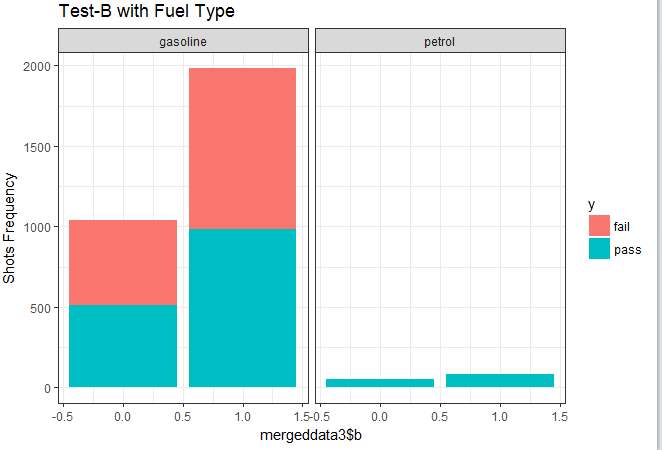 Test-B with Fuel Type
gasoline petrol
2000
1500
1000
500
0
Shots Frequency
-0.5 0.0 0.5 1.0 1.5 -0.5 0.0 0.5 1.0 1.5
mergeddata3$b
y
fail
pass